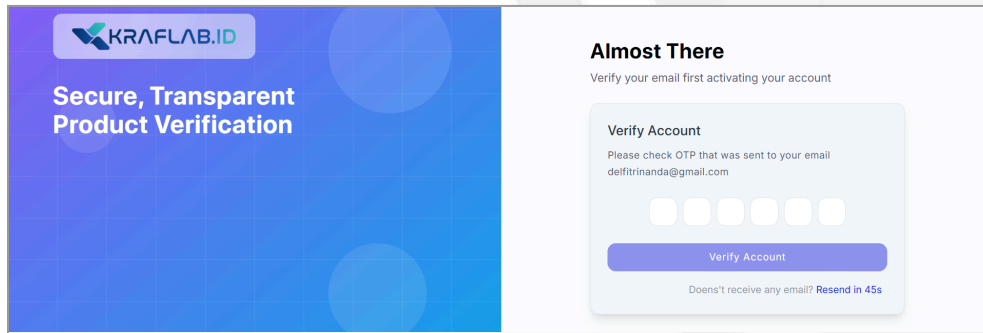 KRAFLAB.ID
Secure, Transparent
Product Verification
Almost There
Verify your email first activating your account
Verify Account
Please check OTP that was sent to your email
delfitrinanda@gmail.com
Verify Account
Doens't receive any email? Resend in 45s